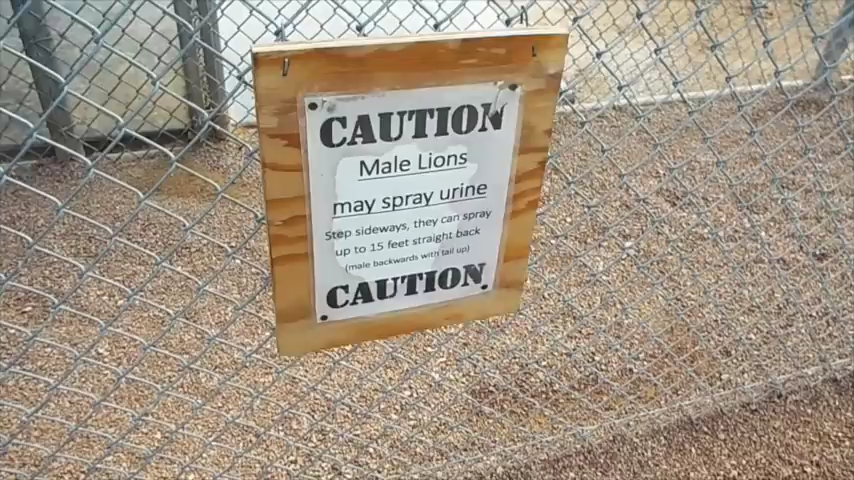 CAUTION
Male Lions
may spray urine
Step sideways, they can spray
up to 15 feet straight back
(male backwards with tail up)
CAUTION